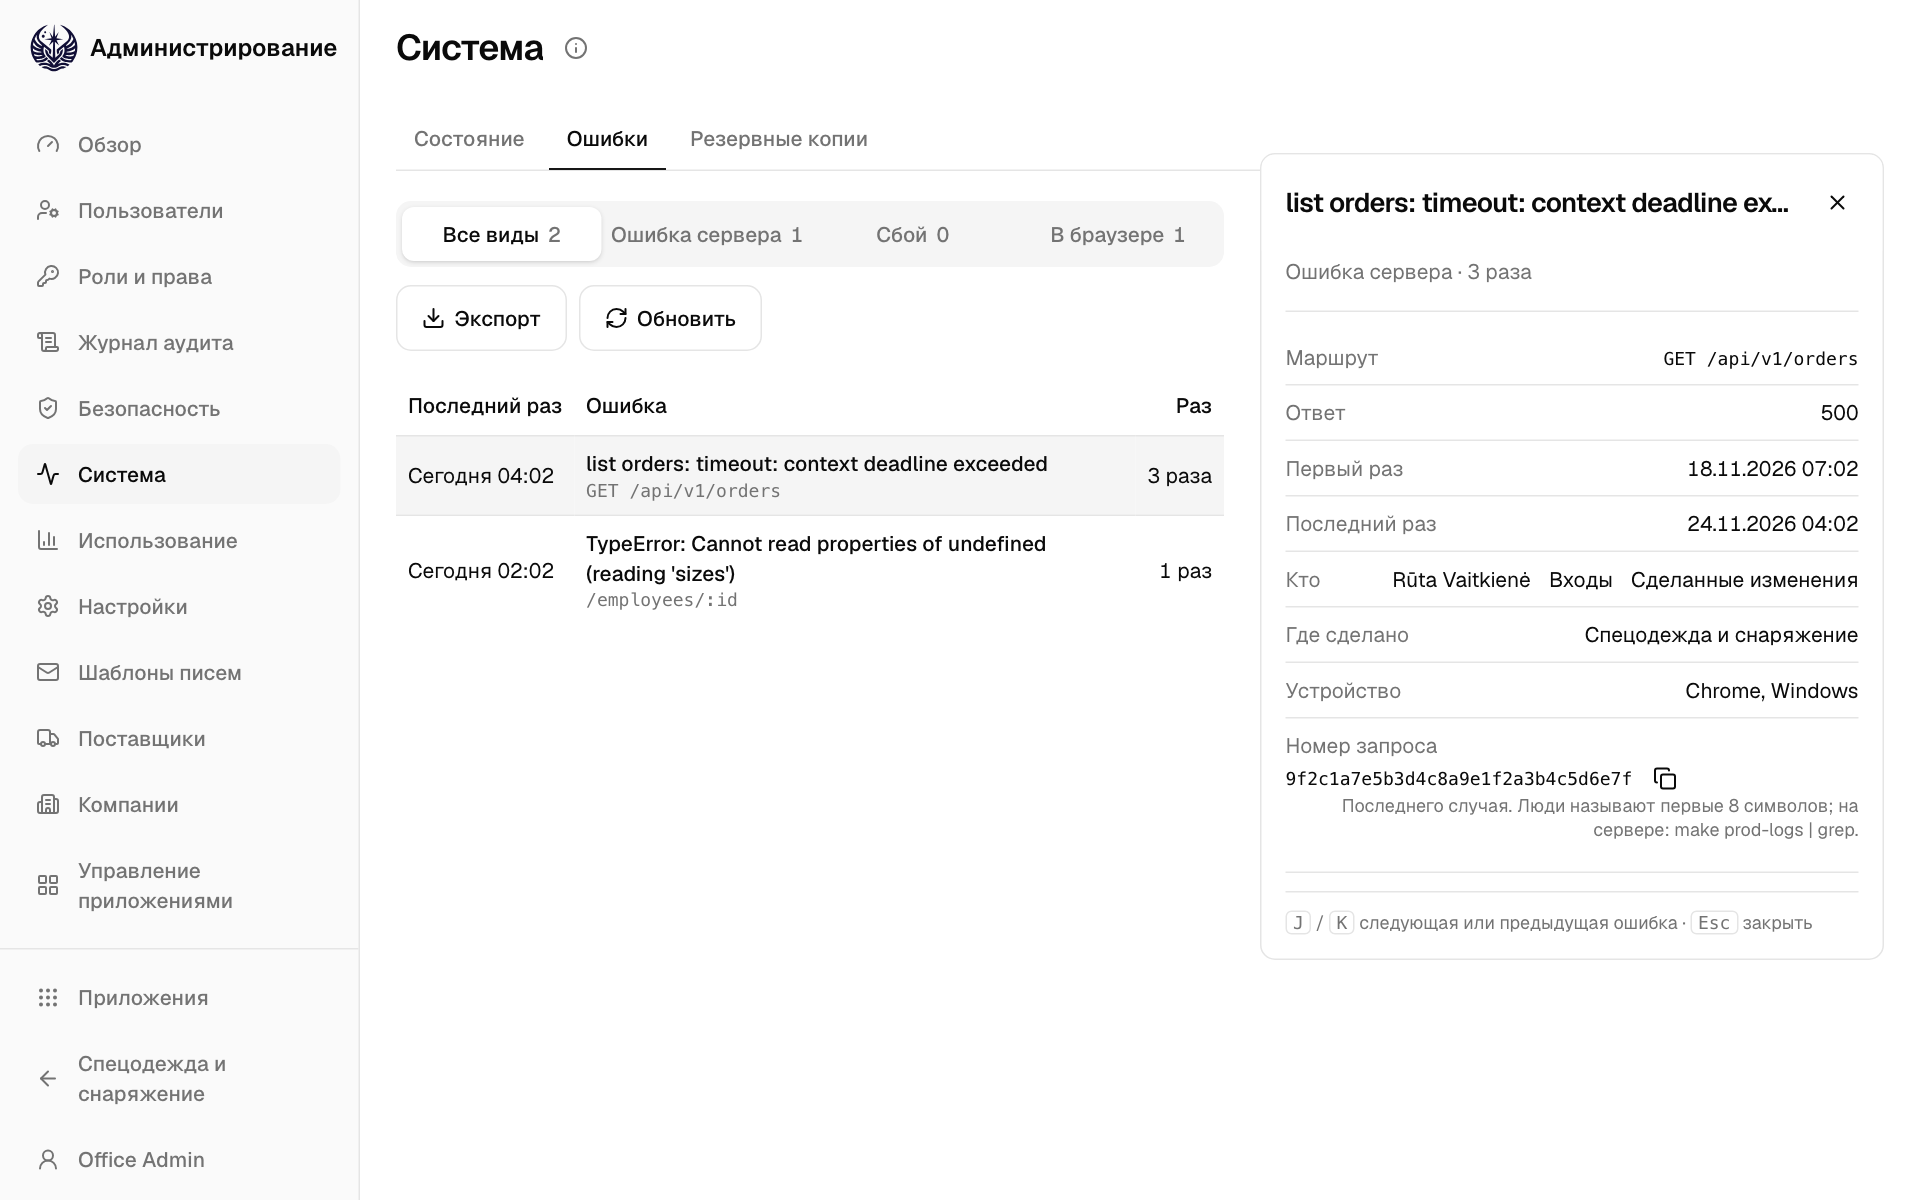 Администрирование
Обзор
Пользователи
Роли и права
Журнал аудита
Безопасность
Система
Использование
Настройки
Шаблоны писем
Поставщики
Компании
Управление
приложениями
Приложения
Спецодежда и
снаряжение
Office Admin
Система
Состояние Ошибки Резервные копии
Все виды 2 Ошибка сервера 1 Сбой 0 В браузере 1
Экспорт Обновить
Последний раз Ошибка Раз
Сегодня 04:02 list orders: timeout: context deadline exceeded 3 раза
GET /api/v1/orders
TypeError: Cannot read properties of undefined
Сегодня 02:02 (reading 'sizes') 1 раз
/employees/:id
list orders: timeout: context deadline ex...
Ошибка сервера · 3 раза
Маршрут GET /api/v1/orders
Ответ 500
Первый раз 18.11.2026 07:02
Последний раз 24.11.2026 04:02
Кто Rūta Vaitkienė Входы Сделанные изменения
Где сделано Спецодежда и снаряжение
Устройство Chrome, Windows
Номер запроса
9f2c1a7e5b3d4c8a9e1f2a3b4c5d6e7f
Последнего случая. Люди называют первые 8 символов; на
сервере: make prod-logs | grep.
J / K следующая или предыдущая ошибка · Esc закрыть